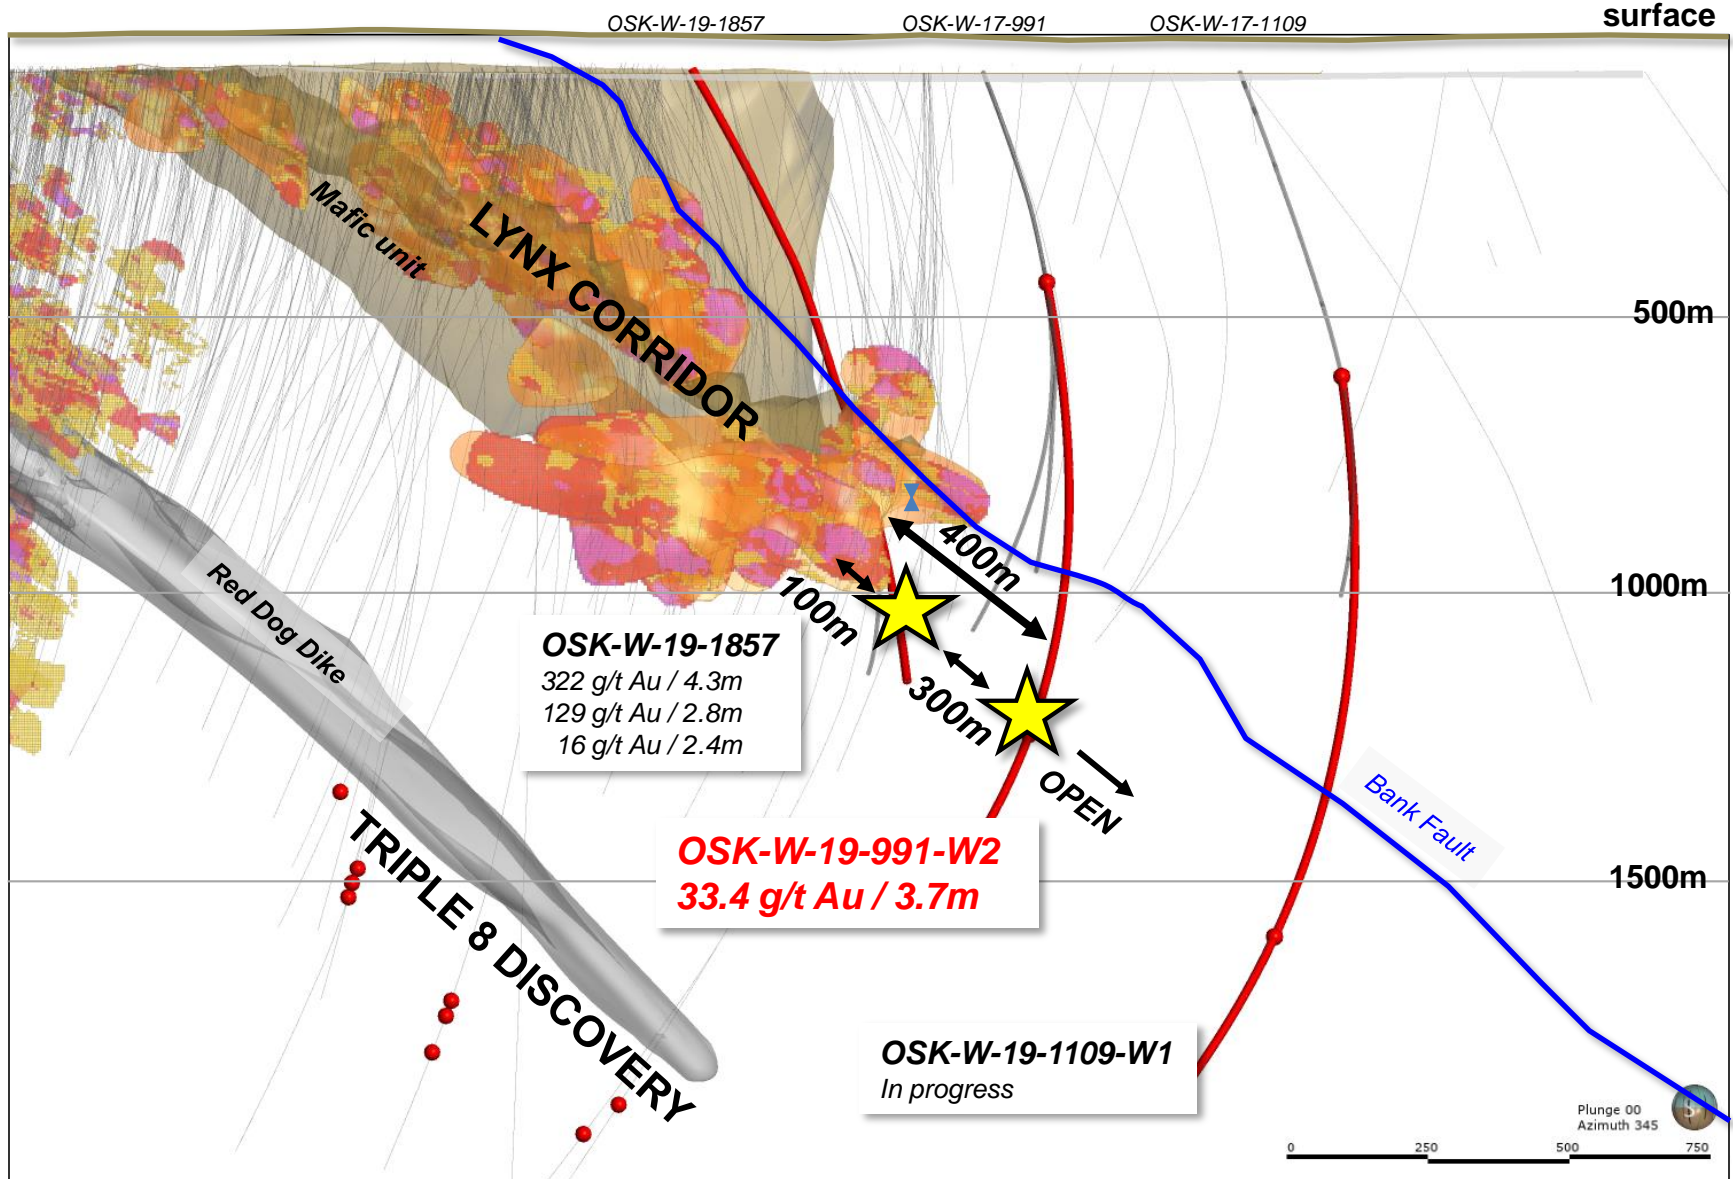 OSK-W-19-1857
OSK-W-17-991
OSK-W-17-1109
surface
Mafic unit
LYNX CORRIDOR
500m
400m
1000m
100m
Red Dog Dike
OSK-W-19-1857
322 g/t Au / 4.3m
129 g/t Au / 2.8m
16 g/t Au / 2.4m
300m
OPEN
Bank Fault
OSK-W-19-991-W2
33.4 g/t Au / 3.7m
1500m
TRIPLE 8 DISCOVERY
OSK-W-19-1109-W1
In progress
Plunge 00
Azimuth 345
0 250 500 750